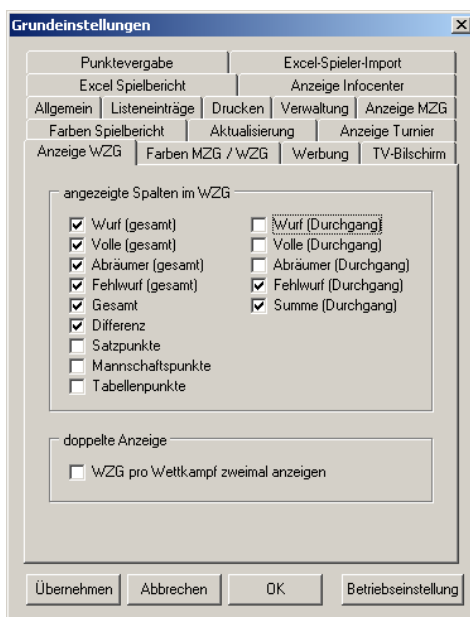 Grundeinstellungen
Punktevergabe Excel-Spieler-Import
Excel Spielbericht Anzeige Infocenter
Allgemein Listeneinträge Drucken Verwaltung Anzeige MZG
Farben Spielbericht Aktualisierung Anzeige Turnier
Anzeige WZG Farben MZG / WZG Werbung TV-Bilschirm
angezeigte Spalten im WZG
Wurf (gesamt) Wurf (Durchgang)
Volle (gesamt) Volle (Durchgang)
Abräumer (gesamt) Abräumer (Durchgang)
Fehlwurf (gesamt) Fehlwurf (Durchgang)
Gesamt Summe (Durchgang)
Differenz
Satzpunkte
Mannschaftspunkte
Tabellenpunkte
doppelte Anzeige
WZG pro Wettkampf zweimal anzeigen
Übernehmen Abbrechen OK Betriebseinstellung